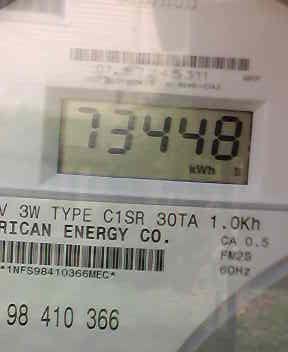 73448
kWh
V 3W TYPE C1SR 30TA 1.0Kh
RICAN ENERGY CO.
CA 0.5
FM2S
60Hz
*1NFS98410366MEC*
98 410 366